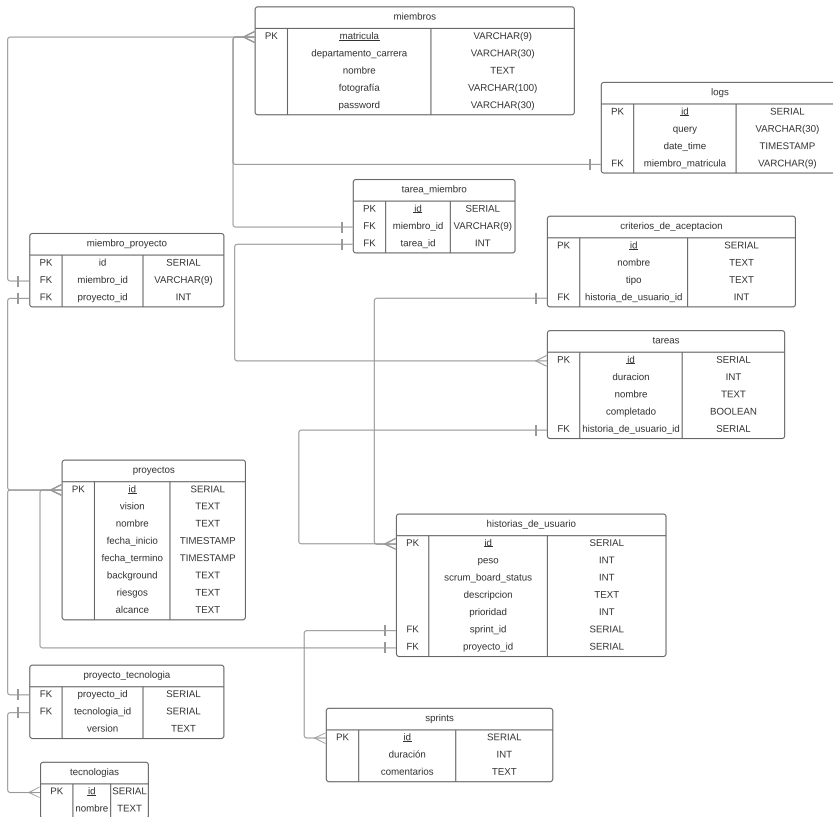 miembros
PK matricula VARCHAR(9)
departamento_carrera VARCHAR(30)
nombre TEXT
fotografía VARCHAR(100)
password VARCHAR(30)
logs
PK id SERIAL
query VARCHAR(30)
date_time TIMESTAMP
FK miembro_matricula VARCHAR(9)
tarea_miembro
PK id SERIAL
FK miembro_id VARCHAR(9)
FK tarea_id INT
criterios_de_aceptacion
PK id SERIAL
nombre TEXT
tipo TEXT
FK historia_de_usuario_id INT
miembro_proyecto
PK id SERIAL
FK miembro_id VARCHAR(9)
FK proyecto_id INT
tareas
PK id SERIAL
duracion INT
nombre TEXT
completado BOOLEAN
FK historia_de_usuario_id SERIAL
proyectos
PK id SERIAL
vision TEXT
nombre TEXT
fecha_inicio TIMESTAMP
fecha_termino TIMESTAMP
background TEXT
riesgos TEXT
alcance TEXT
historias_de_usuario
PK id SERIAL
peso INT
scrum_board_status INT
descripcion TEXT
prioridad INT
FK sprint_id SERIAL
FK proyecto_id SERIAL
proyecto_tecnologia
FK proyecto_id SERIAL
FK tecnologia_id SERIAL
version TEXT
sprints
PK id SERIAL
duración INT
comentarios TEXT
tecnologias
PK id SERIAL
nombre TEXT